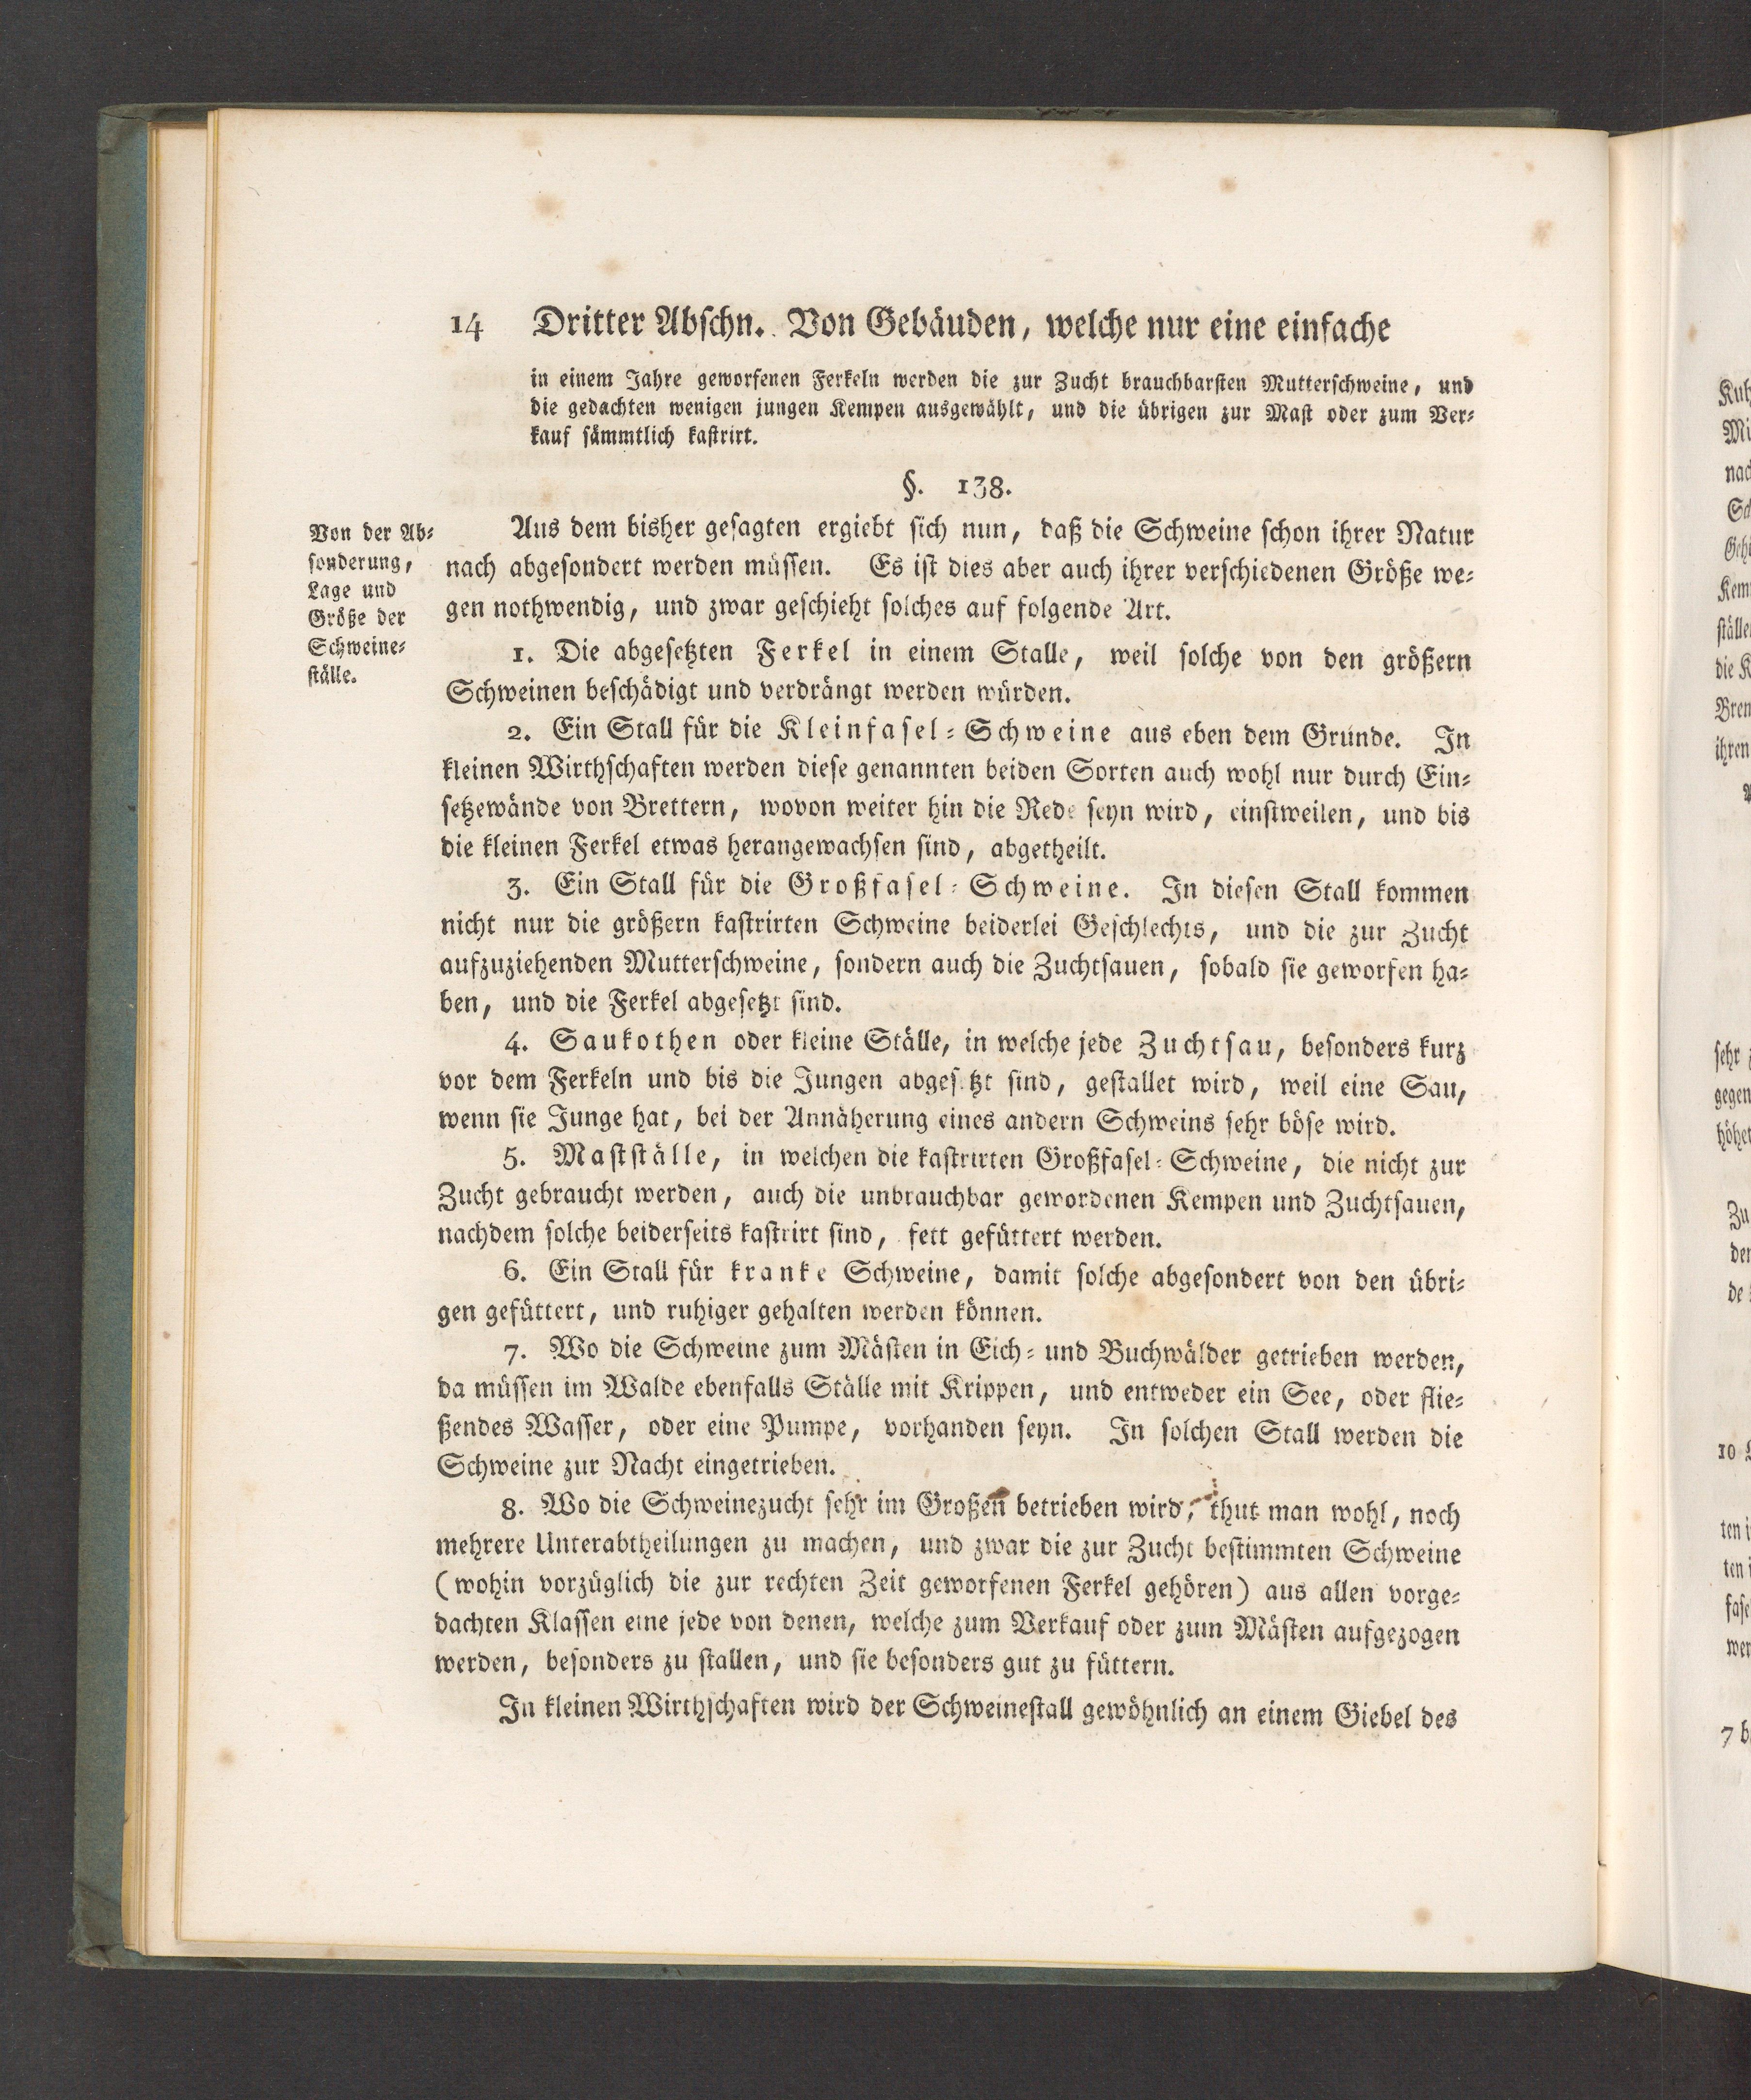 14 Dritter Abschn. Von Gebäuden, welche nur eine einfache
in einem Jahre geworfenen Ferkeln werden die zur Zucht brauchbarsten Mutterschweine, und
die gedachten wenigen jungen Kempen ausgewählt, und die übrigen zur Mast oder zum Ver-
kauf sämmtlich kastrirt.
§. 138.
Von der Ab-
sonderung,
Lage und
Größe der
Schweine-
ställe.
Aus dem bisher gesagten ergiebt sich nun, daß die Schweine schon ihrer Natur
nach abgesondert werden müssen. Es ist dies aber auch ihrer verschiedenen Größe we-
gen nothwendig, und zwar geschieht solches auf folgende Art.
1. Die abgesetzten Ferkel in einem Stalle, weil solche von den größern
Schweinen beschädigt und verdrängt werden würden.
2. Ein Stall für die Kleinfasel-Schweine aus eben dem Grunde. In
kleinen Wirthschaften werden diese genannten beiden Sorten auch wohl nur durch Ein-
setzewände von Brettern, wovon weiter hin die Rede seyn wird, einstweilen, und bis
die kleinen Ferkel etwas herangewachsen sind, abgetheilt.
3. Ein Stall für die Großfasel-Schweine. In diesen Stall kommen
nicht nur die größern kastrirten Schweine beiderlei Geschlechts, und die zur Zucht
aufzuziehenden Mutterschweine, sondern auch die Zuchtsauen, sobald sie geworfen ha-
ben, und die Ferkel abgesetzt sind.
4. Saukothen oder kleine Ställe, in welche jede Zuchtsau, besonders kurz
vor dem Ferkeln und bis die Jungen abgesetzt sind, gestallet wird, weil eine Sau,
wenn sie Junge hat, bei der Annäherung eines andern Schweins sehr böse wird.
5. Mastställe, in welchen die kastrirten Großfasel-Schweine, die nicht zur
Zucht gebraucht werden, auch die unbrauchbar gewordenen Kempen und Zuchtsauen,
nachdem solche beiderseits kastrirt sind, fett gefüttert werden.
6. Ein Stall für kranke Schweine, damit solche abgesondert von den übri-
gen gefüttert, und ruhiger gehalten werden können.
7. Wo die Schweine zum Mästen in Eich- und Buchwälder getrieben werden,
da müssen im Walde ebenfalls Ställe mit Krippen, und entweder ein See, oder flie-
ßendes Wasser, oder eine Pumpe, vorhanden seyn. In solchen Stall werden die
Schweine zur Nacht eingetrieben.
8. Wo die Schweinezucht sehr im Großen betrieben wird, thut man wohl, noch
mehrere Unterabtheilungen zu machen, und zwar die zur Zucht bestimmten Schweine
(wohin vorzüglich die zur rechten Zeit geworfenen Ferkel gehören) aus allen vorge-
dachten Klassen eine jede von denen, welche zum Verkauf oder zum Mästen aufgezogen
werden, besonders zu stallen, und sie besonders gut zu füttern.
In kleinen Wirthschaften wird der Schweinestall gewöhnlich an einem Giebel des